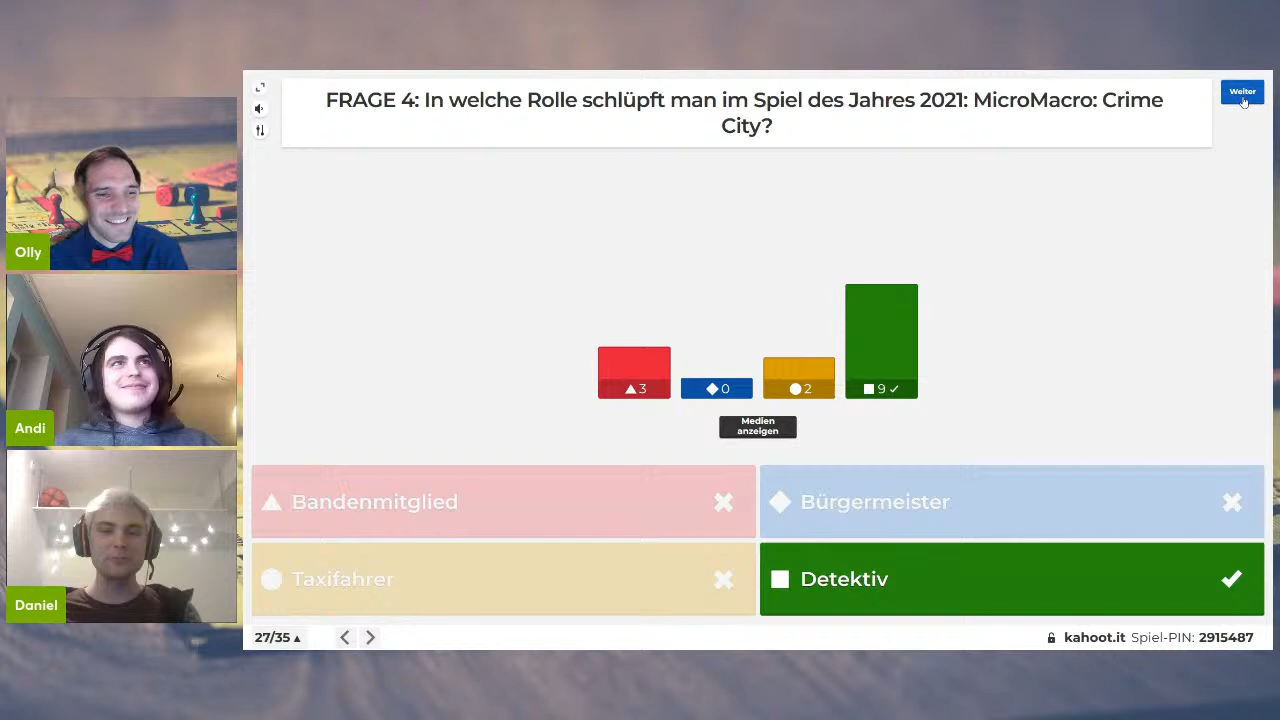 FRAGE 4: In welche Rolle schlüpft man im Spiel des Jahres 2021: MicroMacro: Crime
City?
Weiter
Olly
Andi
Daniel
3
0
2
9
Medien
anzeigen
Bandenmitglied
Bürgermeister
Taxifahrer
Detektiv
27/35
kahoot.it Spiel-PIN: 2915487